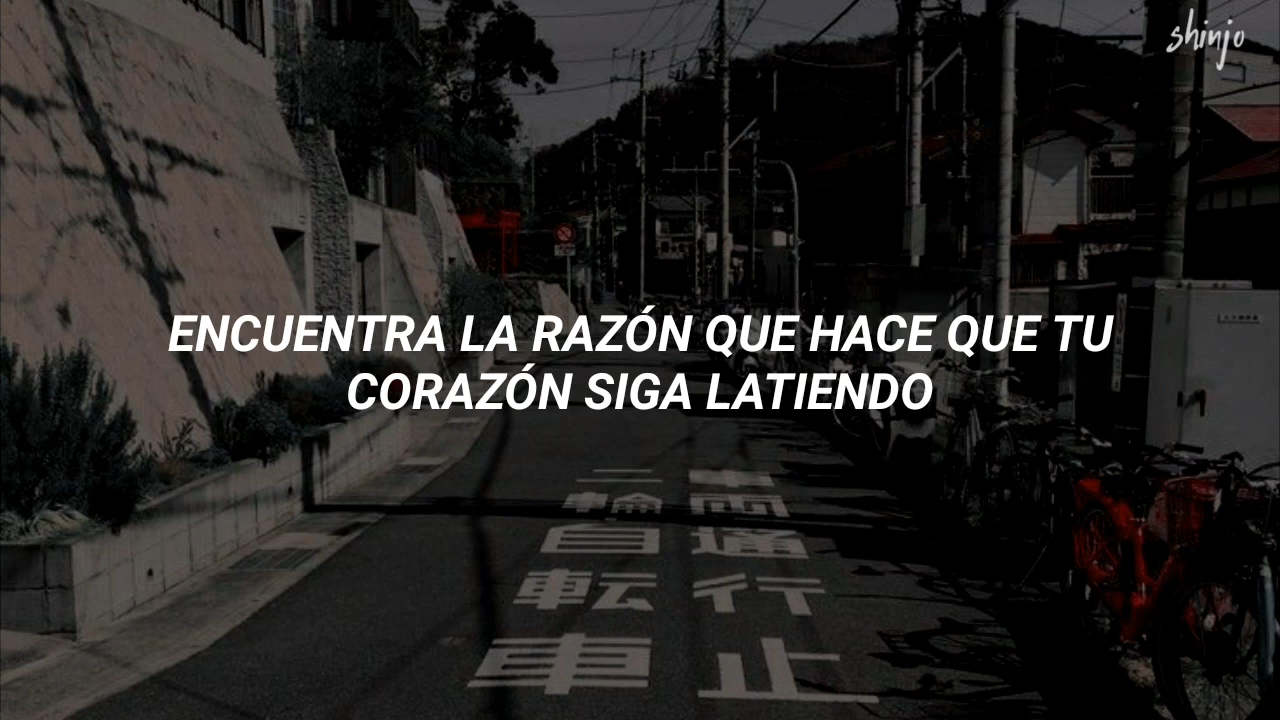 shinjo
ENCUENTRA LA RAZÓN QUE HACE QUE TU
CORAZÓN SIGA LATIENDO
車両通行止
二輪自転車